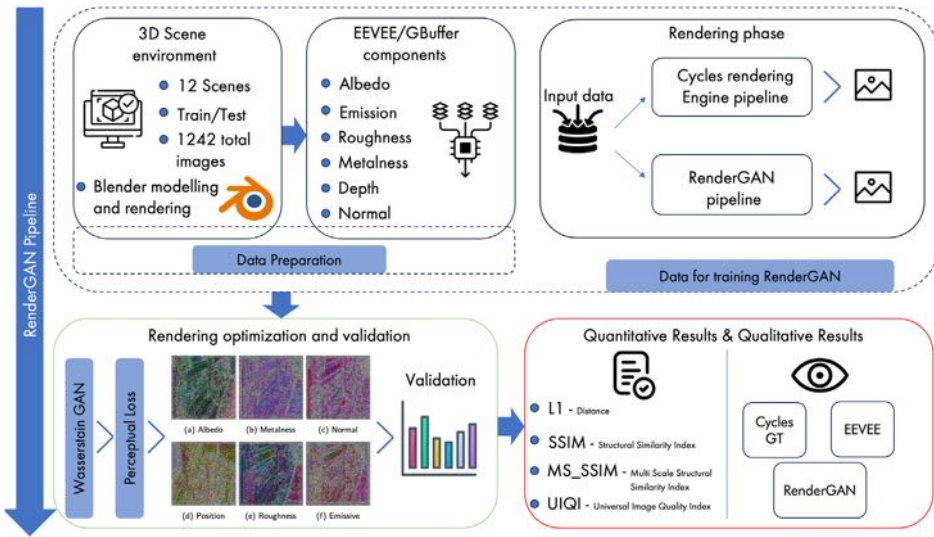 RenderGAN Pipeline
3D Scene
environment
12 Scenes
Train/Test
1242 total
images
Blender modelling
and rendering
EEVEE/GBuffer
components
Albedo
Emission
Roughness
Metalness
Depth
Normal
Data Preparation
Rendering phase
Input data
Cycles rendering
Engine pipeline
RenderGAN
pipeline
Data for training RenderGAN
Rendering optimization and validation
Wasserstain GAN
Perceptual Loss
(a) Albedo
(b) Metalness
(c) Normal
(d) Position
(e) Roughness
(f) Emissive
Validation
Quantitative Results & Qualitative Results
L1 - Distance
SSIM - Structural Similarity Index
MS_SSIM - Multi Scale Structural
Similarity Index
UIQI - Universal Image Quality Index
Cycles
GT
EEVEE
RenderGAN